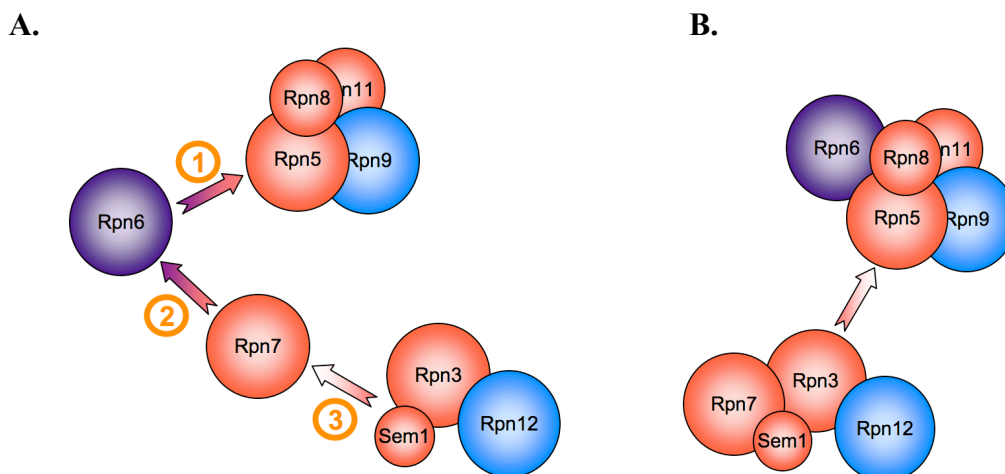 A.
B.
Rpn8
n11
Rpn5
Rpn9
1
Rpn6
2
Rpn7
3
Rpn3
Sem1
Rpn12
Rpn6
Rpn8
n11
Rpn5
Rpn9
Rpn7
Rpn3
Sem1
Rpn12